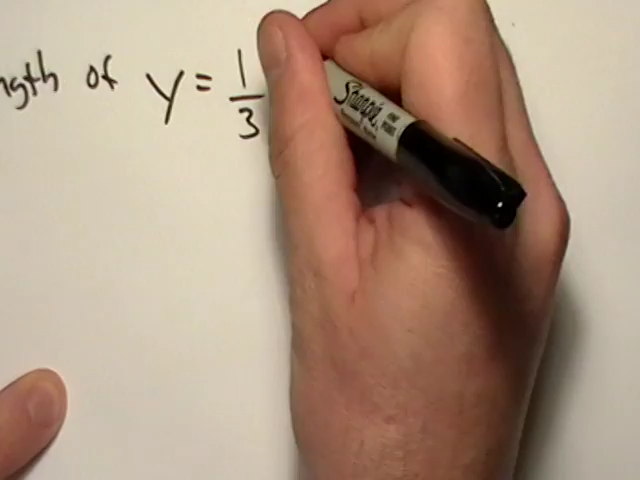 ngth of y = 1/3
Sharpie